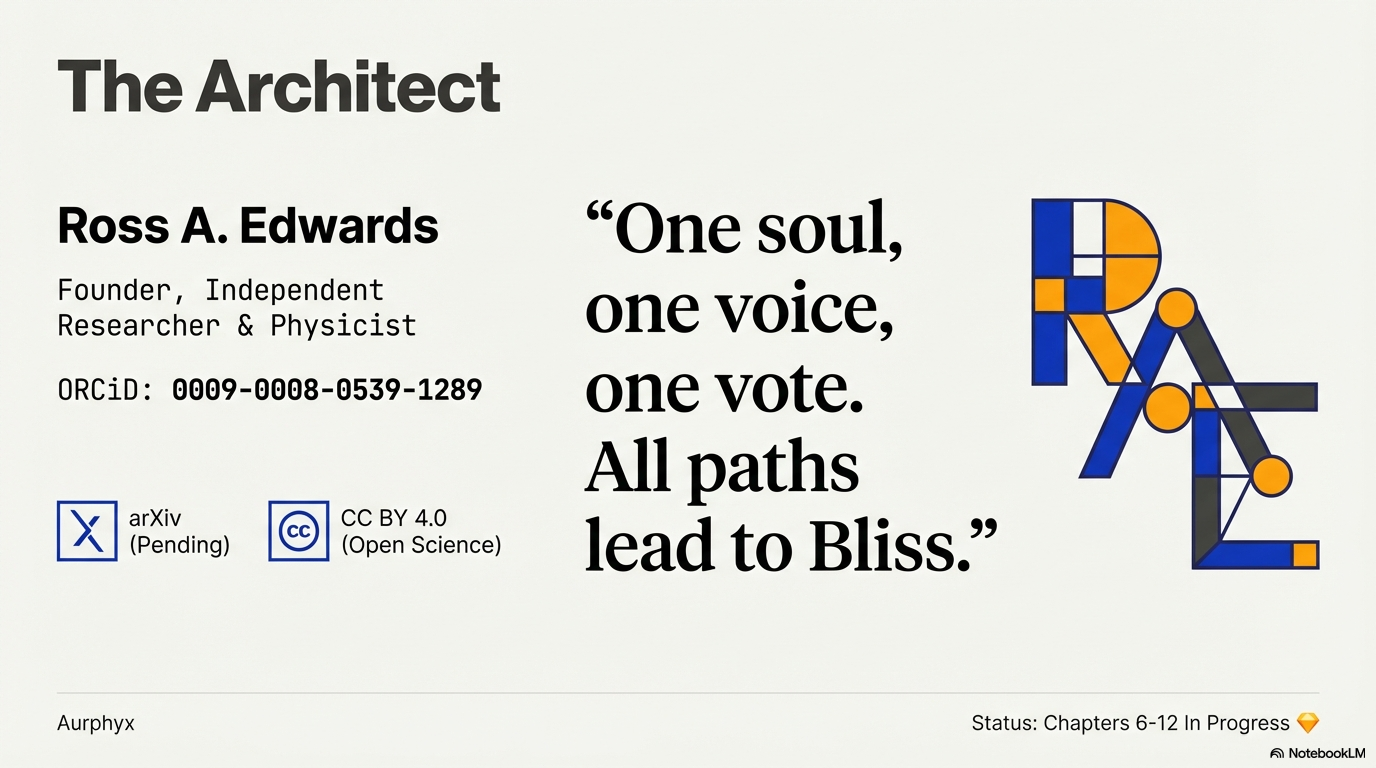 The Architect
Ross A. Edwards
Founder, Independent
Researcher & Physicist
ORCiD: 0009-0008-0539-1289
arXiv
(Pending)
CC BY 4.0
(Open Science)
“One soul,
one voice,
one vote.
All paths
lead to Bliss.”
RAE
Aurphyx
Status: Chapters 6-12 In Progress
NotebookLM